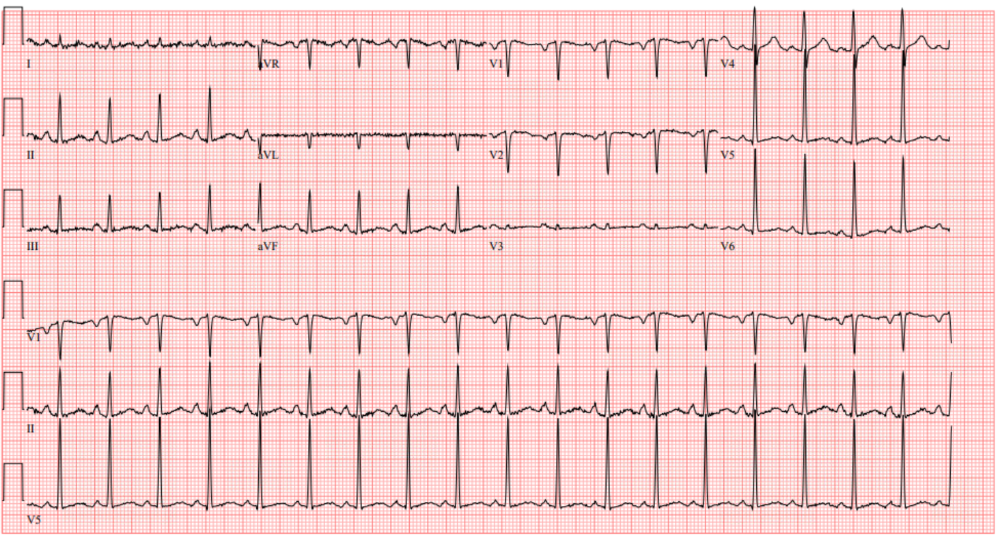 I aVR V1 V4
II aVL V2 V5
III aVF V3 V6
V1
II
V5